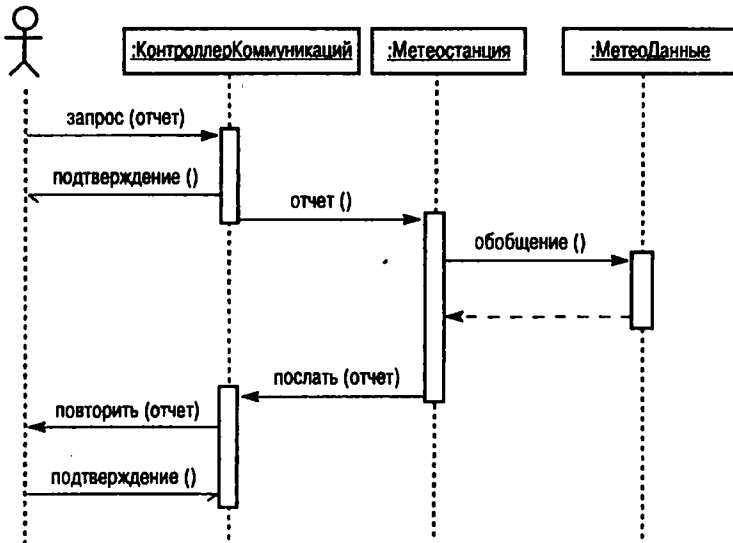 :КонтроллерКоммуникаций
:Метеостанция
:МетеоДанные
запрос (отчет)
подтверждение ()
отчет ()
обобщение ()
послать (отчет)
повторить (отчет)
подтверждение ()